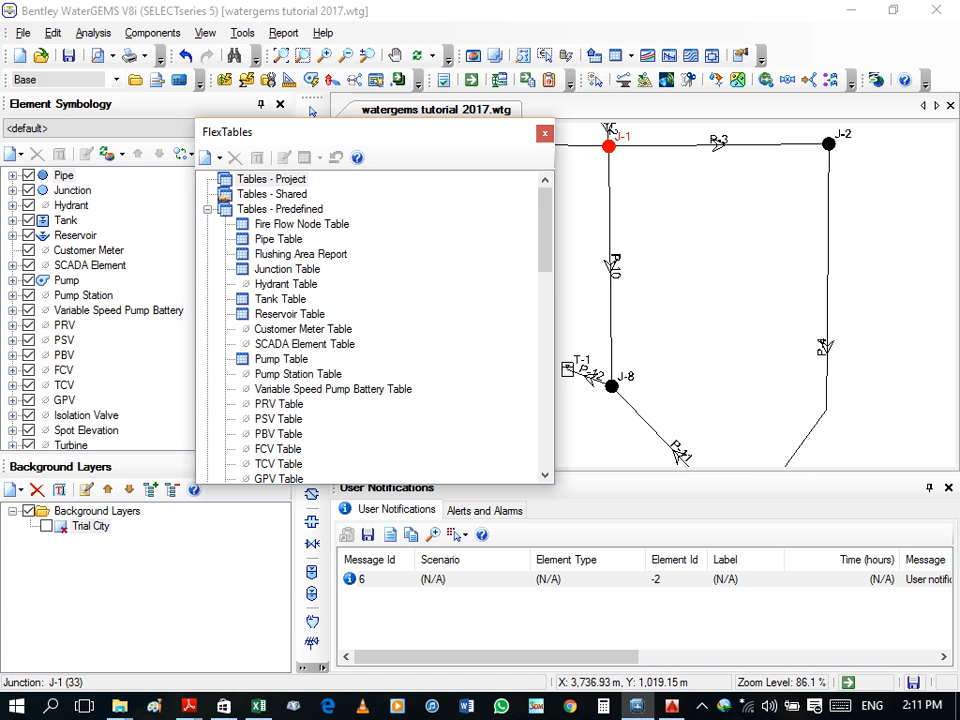 Bentley WaterGEMS V8i (SELECTseries 5) [watergems tutorial 2017.wtg]
File Edit Analysis Components View Tools Report Help
Base
Element Symbology
<default>
Pipe
Junction
Hydrant
Tank
Reservoir
Customer Meter
SCADA Element
Pump
Pump Station
Variable Speed Pump Battery
PRV
PSV
PBV
FCV
TCV
GPV
Isolation Valve
Spot Elevation
Turbine
Background Layers
Background Layers
Trial City
watergems tutorial 2017.wtg
FlexTables
Tables - Project
Tables - Shared
Tables - Predefined
Fire Flow Node Table
Pipe Table
Flushing Area Report
Junction Table
Hydrant Table
Tank Table
Reservoir Table
Customer Meter Table
SCADA Element Table
Pump Table
Pump Station Table
Variable Speed Pump Battery Table
PRV Table
PSV Table
PBV Table
FCV Table
TCV Table
GPV Table
J-1
P-3
J-2
P-10
P-4
T-1
P-12
J-8
P-11
User Notifications
User Notifications Alerts and Alarms
Message Id Scenario Element Type Element Id Label Time (hours) Message
6 (N/A) (N/A) -2 (N/A) (N/A) User notific
Junction: J-1 (33) X: 3,736.93 m, Y: 1,019.15 m Zoom Level: 86.1 %
ENG 2:11 PM